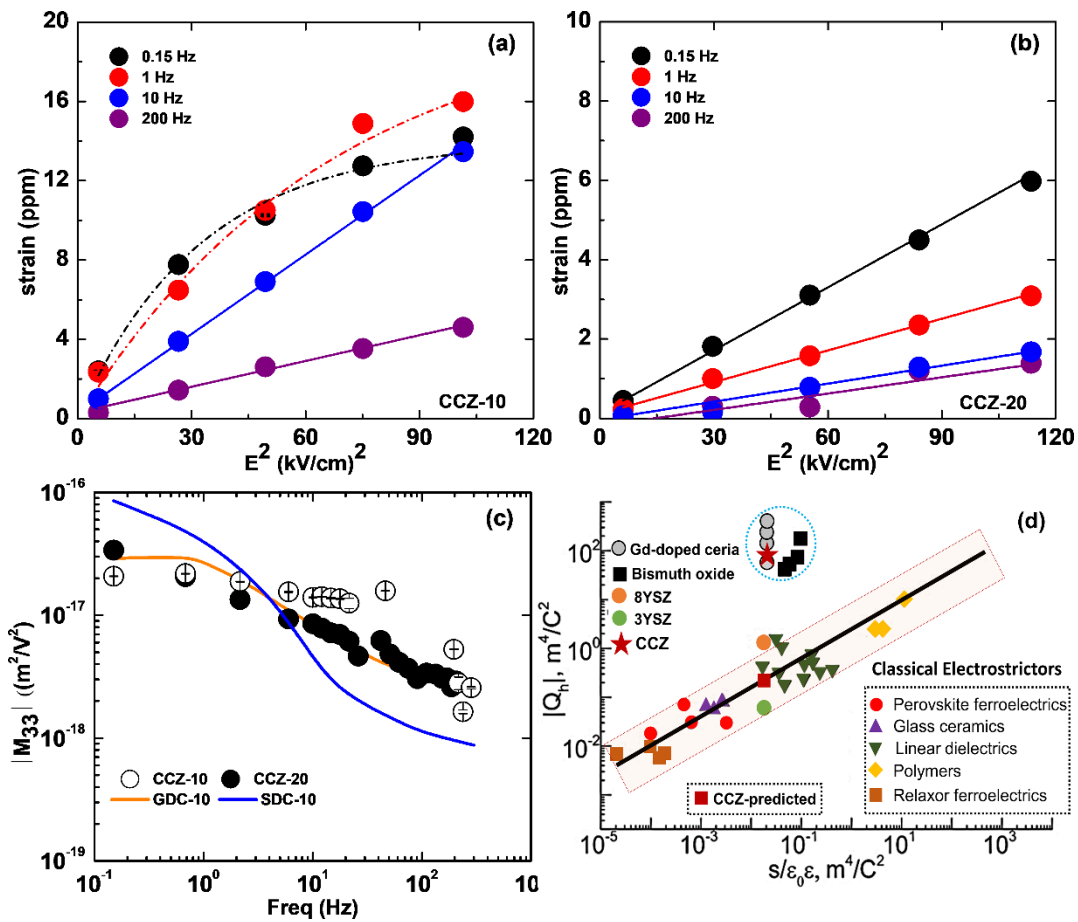 (a)
0.15 Hz
1 Hz
10 Hz
200 Hz
20
16
12
8
4
0
strain (ppm)
CCZ-10
0 30 60 90 120
E² (kV/cm)²
(b)
0.15 Hz
1 Hz
10 Hz
200 Hz
10
8
6
4
2
0
strain (ppm)
CCZ-20
0 30 60 90 120
E² (kV/cm)²
(c)
10⁻¹⁶
10⁻¹⁷
10⁻¹⁸
10⁻¹⁹
|M₃₃| ((m²/V²)
CCZ-10 CCZ-20
GDC-10 SDC-10
10⁻¹ 10⁰ 10¹ 10² 10³
Freq (Hz)
(d)
Gd-doped ceria
Bismuth oxide
8YSZ
3YSZ
CCZ
10²
10⁰
10⁻²
|Qₕ|, m⁴/C²
Classical Electrostrictors
Perovskite ferroelectrics
Glass ceramics
Linear dielectrics
Polymers
Relaxor ferroelectrics
CCZ-predicted
10⁻⁵ 10⁻³ 10⁻¹ 10¹ 10³
s/ε₀ε, m⁴/C²